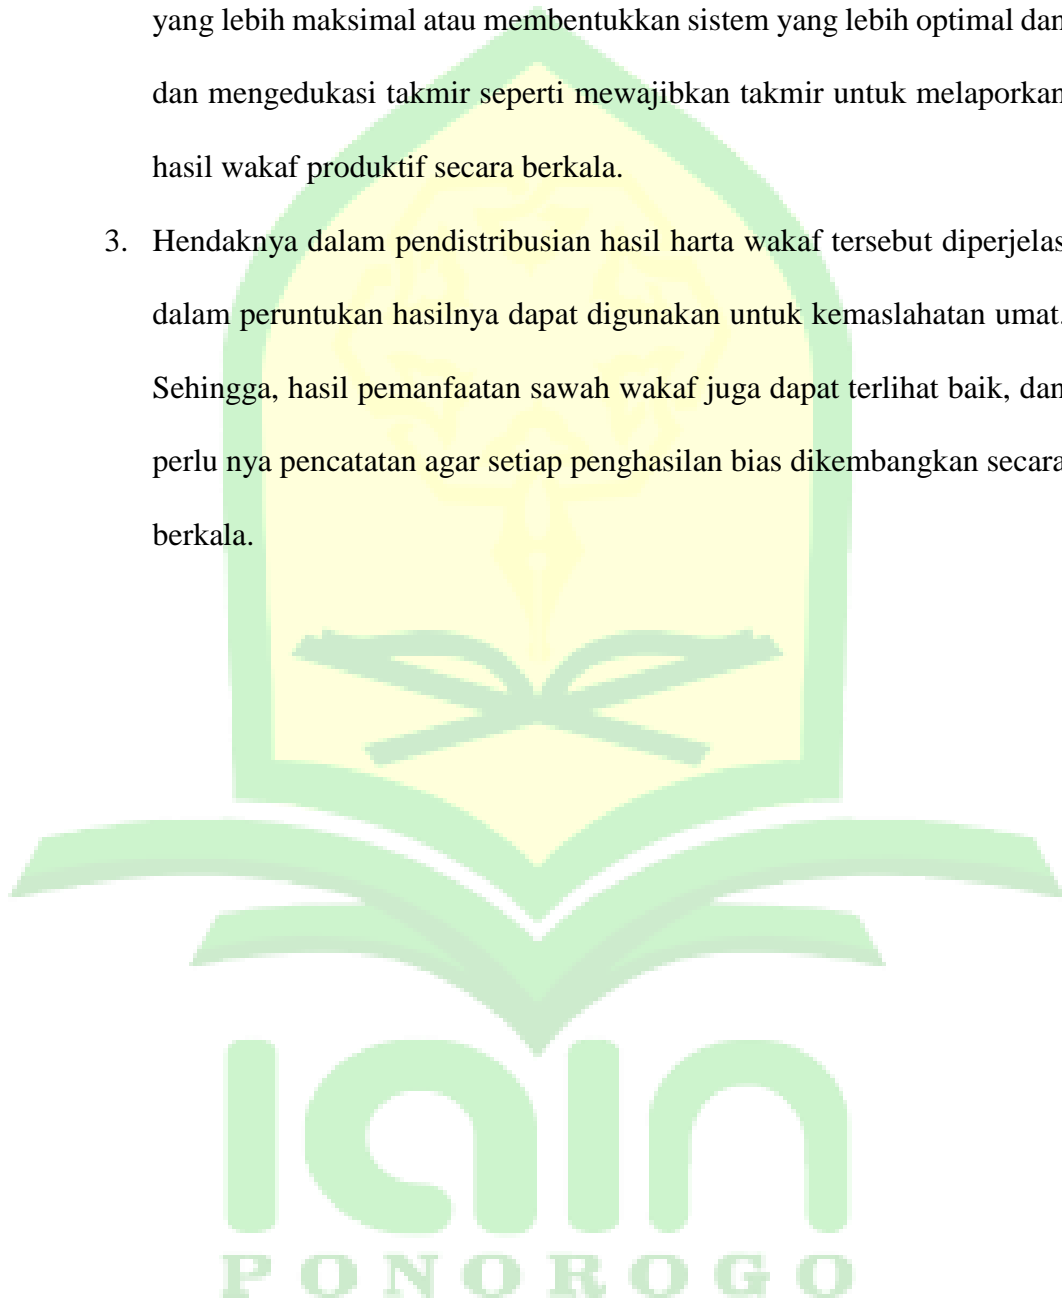 yang lebih maksimal atau membentukkan sistem yang lebih optimal dan
dan mengedukasi takmir seperti mewajibkan takmir untuk melaporkan
hasil wakaf produktif secara berkala.
3. Hendaknya dalam pendistribusian hasil harta wakaf tersebut diperjelas
dalam peruntukan hasilnya dapat digunakan untuk kemaslahatan umat.
Sehingga, hasil pemanfaatan sawah wakaf juga dapat terlihat baik, dan
perlu nya pencatatan agar setiap penghasilan bias dikembangkan secara
berkala.
iain
PONOROGO